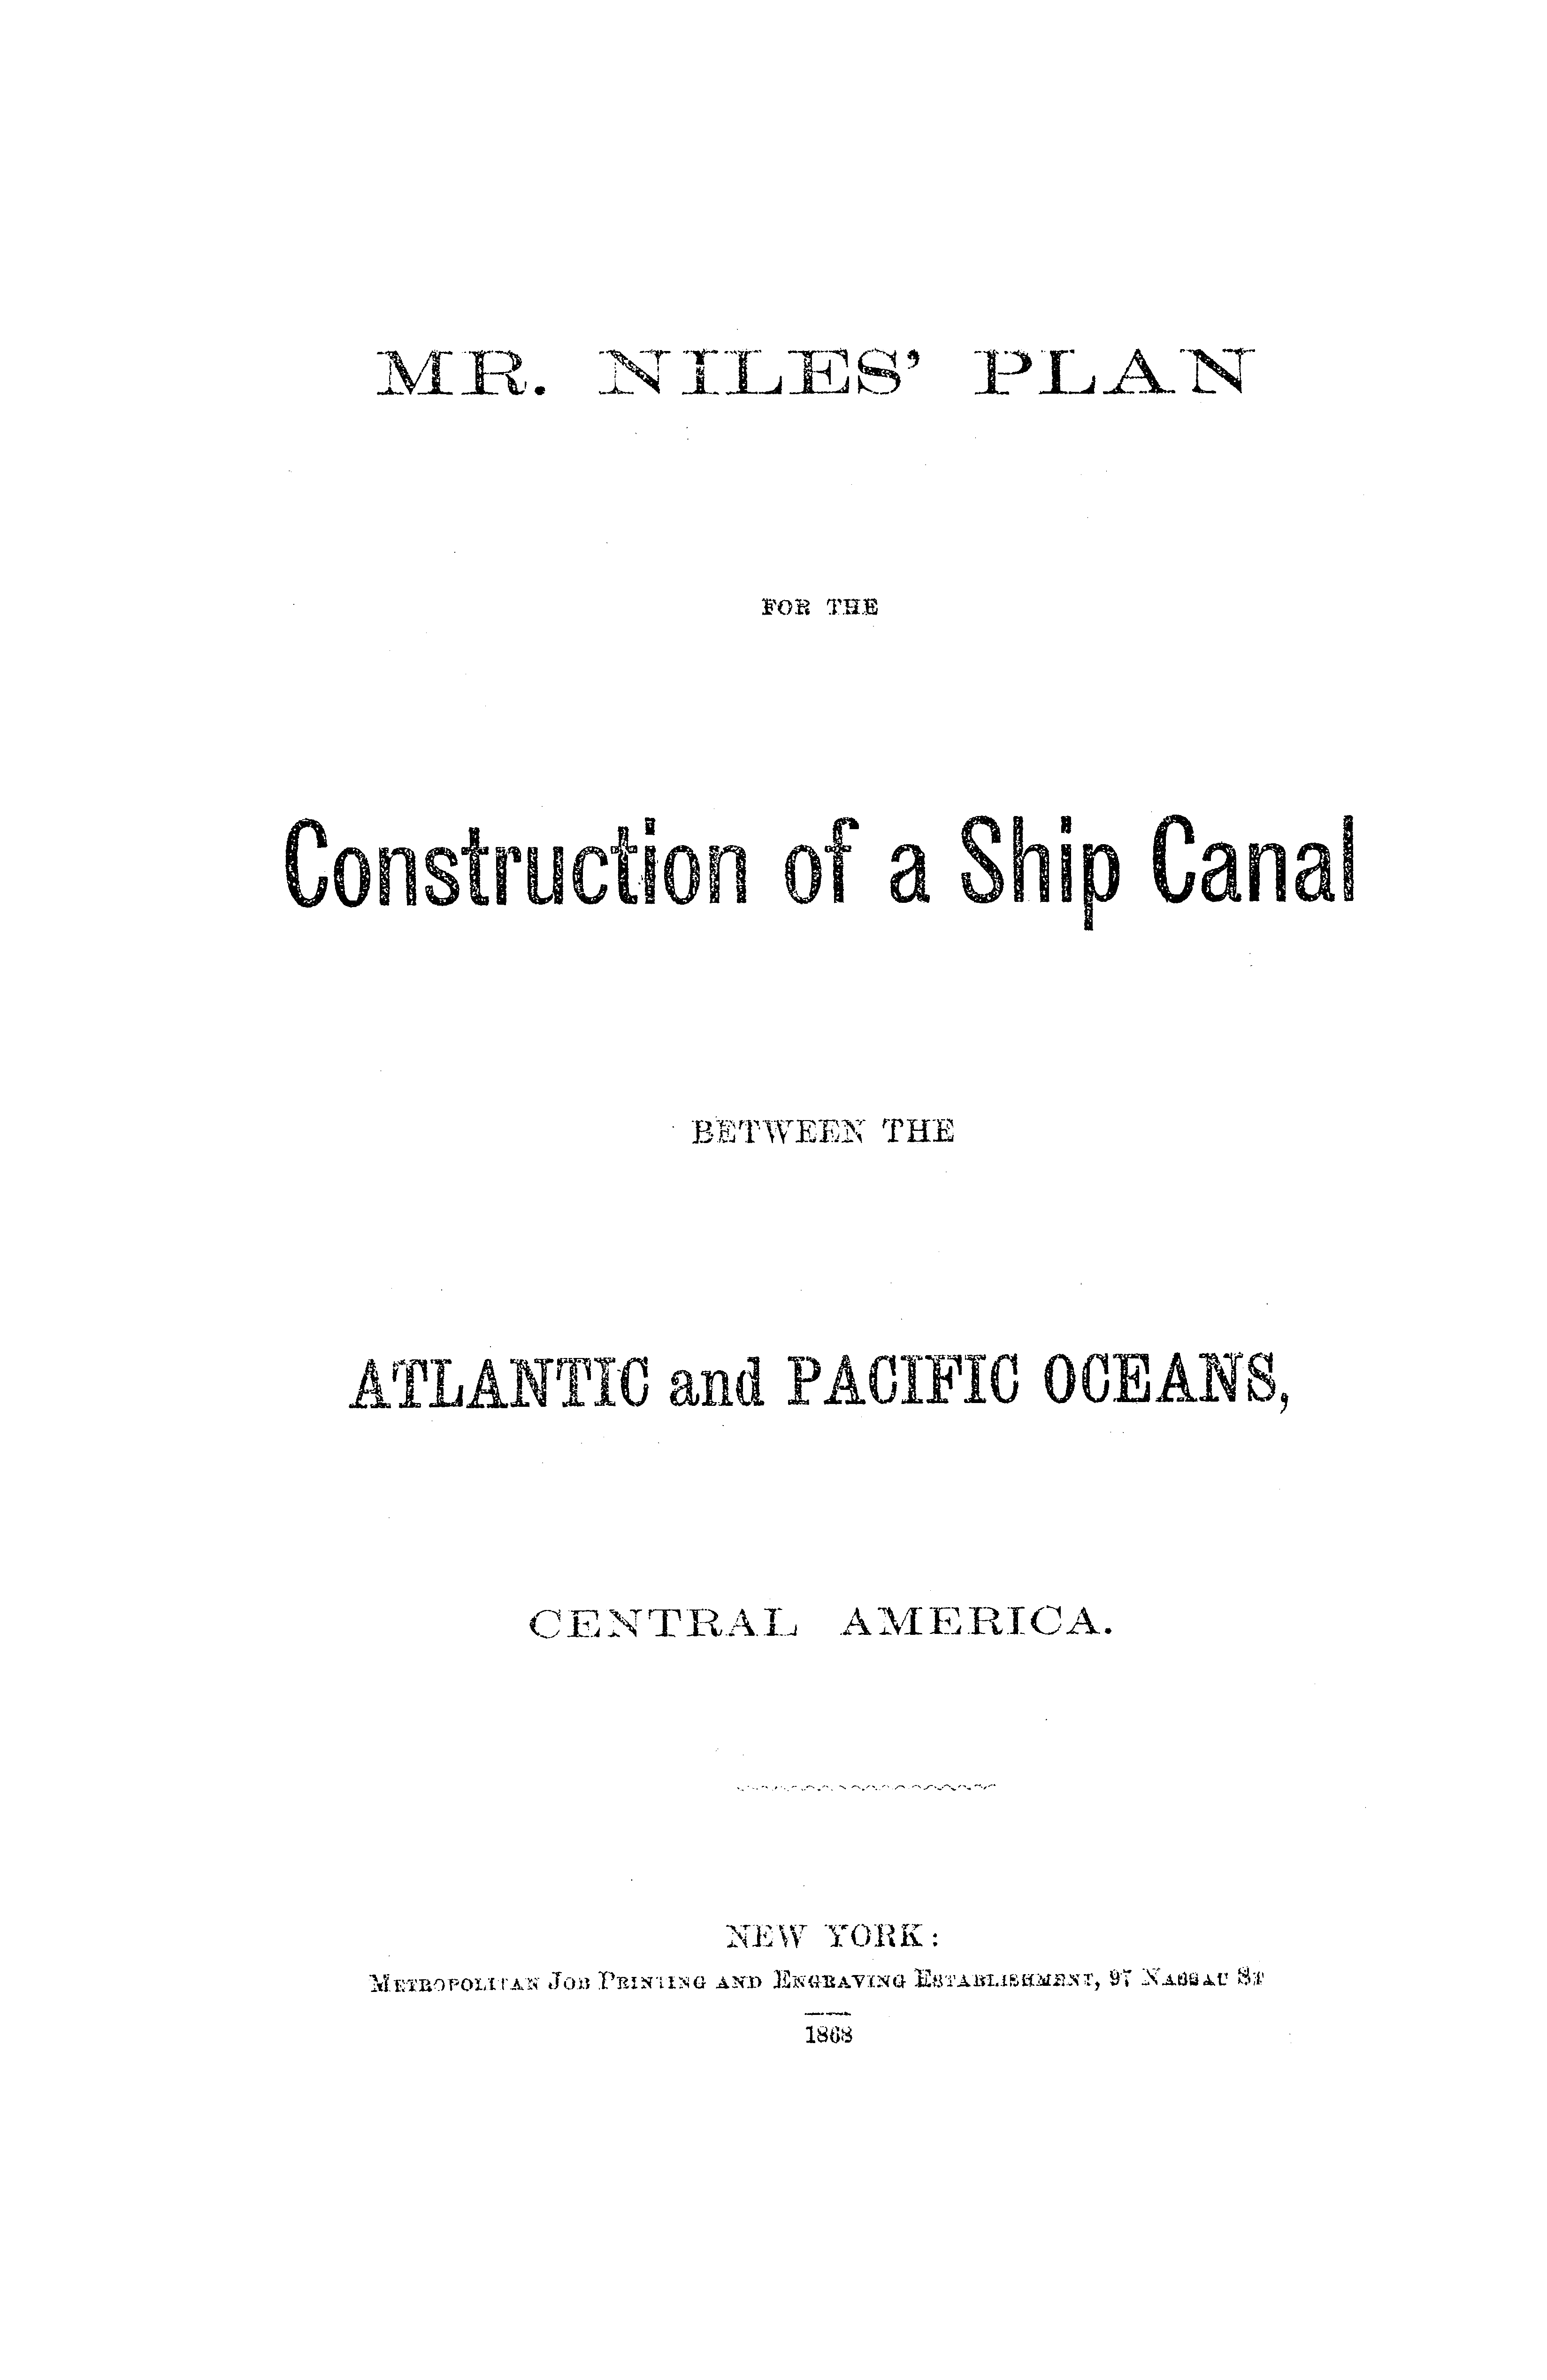 MR. NILES' PLAN
FOR THE
Construction of a Ship Canal
BETWEEN THE
ATLANTIC and PACIFIC OCEANS,
CENTRAL AMERICA.
NEW YORK:
METROPOLITAN JOB PRINTING AND ENGRAVING ESTABLISHMENT, 97 NASSAU ST
1868